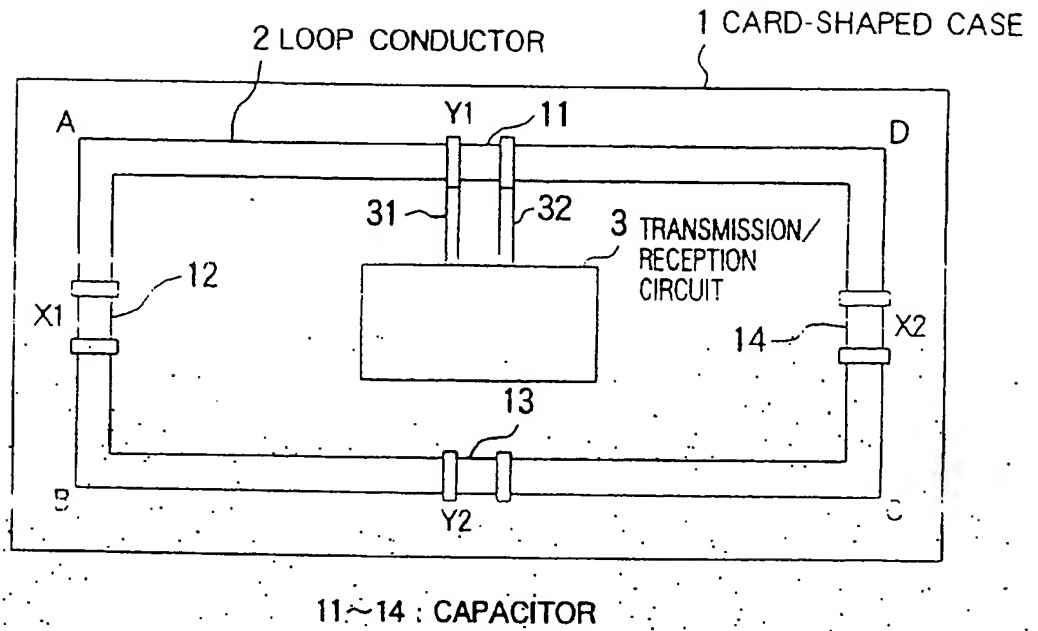 1 CARD-SHAPED CASE
2 LOOP CONDUCTOR
A
Y1
11
D
31
32
3 TRANSMISSION/
RECEPTION
CIRCUIT
12
X1
14
X2
13
B
Y2
11~14 : CAPACITOR